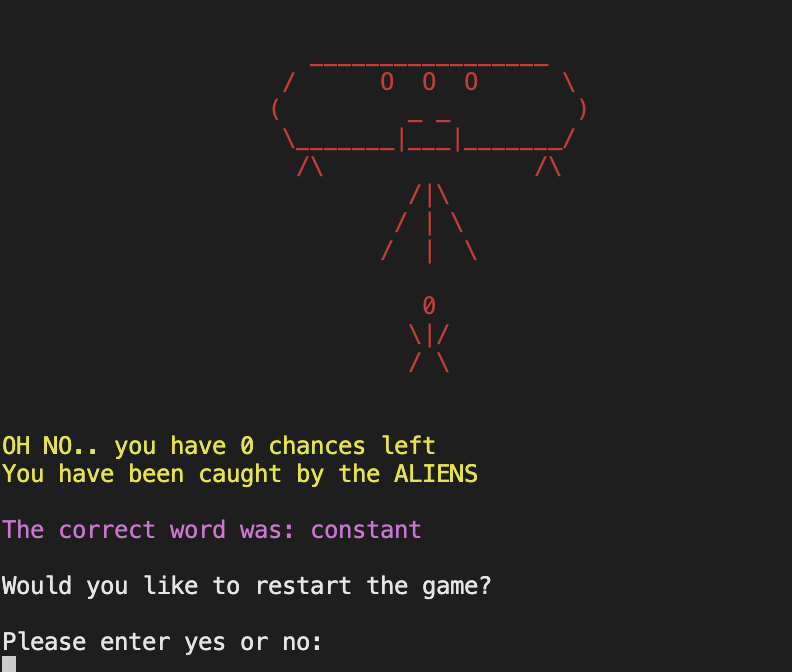 OH NO.. you have 0 chances left
You have been caught by the ALIENS
The correct word was: constant
Would you like to restart the game?
Please enter yes or no: